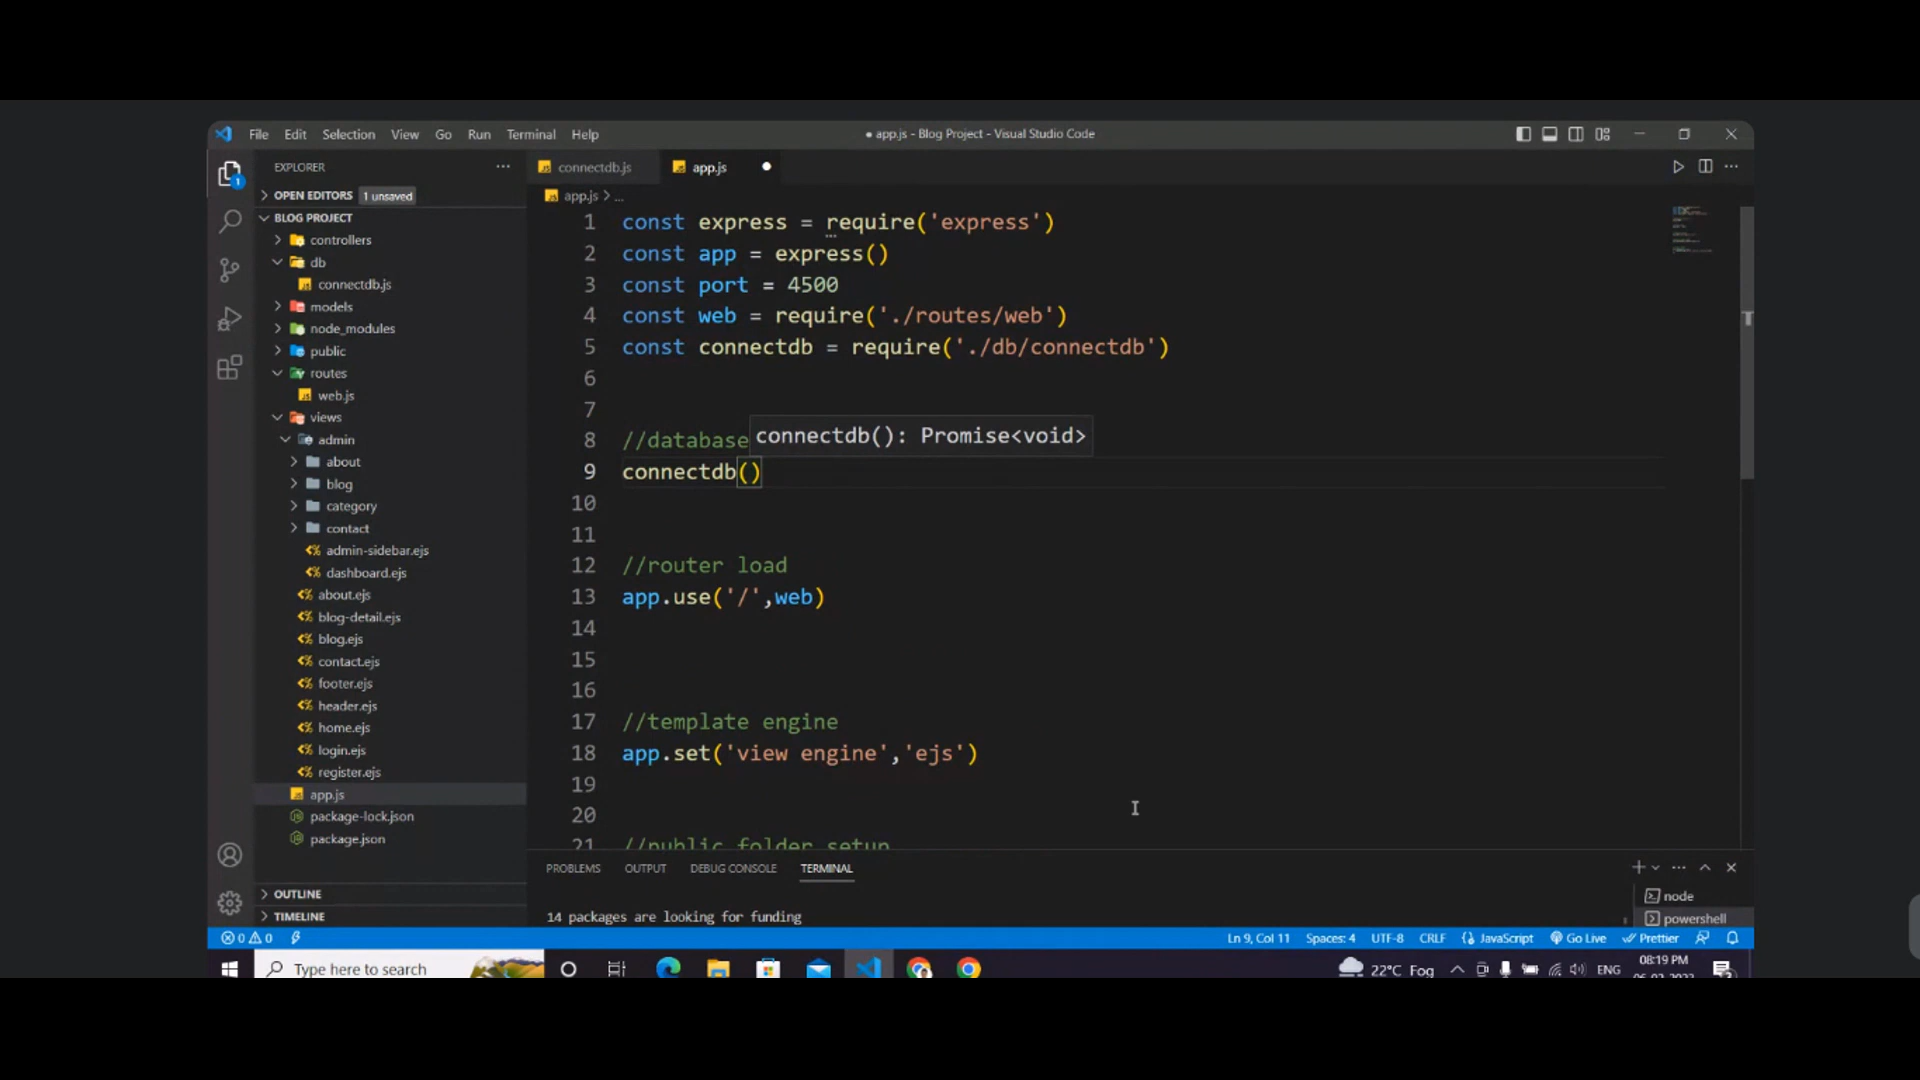 File Edit Selection View Go Run Terminal Help
● app.js - Blog Project - Visual Studio Code
EXPLORER
OPEN EDITORS 1 unsaved
BLOG PROJECT
controllers
db
connectdb.js
models
node_modules
public
routes
web.js
views
admin
about
blog
category
contact
admin-sidebar.ejs
dashboard.ejs
about.ejs
blog-detail.ejs
blog.ejs
contact.ejs
footer.ejs
header.ejs
home.ejs
login.ejs
register.ejs
app.js
package-lock.json
package.json
OUTLINE
TIMELINE
connectdb.js app.js
app.js > ...
1 const express = require('express')
2 const app = express()
3 const port = 4500
4 const web = require('./routes/web')
5 const connectdb = require('./db/connectdb')
6
7
8 //database
connectdb(): Promise<void>
9 connectdb()
10
11
12 //router load
13 app.use('/',web)
14
15
16
17 //template engine
18 app.set('view engine','ejs')
19
20
21 //public folder setup
PROBLEMS OUTPUT DEBUG CONSOLE TERMINAL
14 packages are looking for funding
node
powershell
0 0
Ln 9, Col 11 Spaces: 4 UTF-8 CRLF JavaScript Go Live Prettier
Type here to search
22°C Fog ENG
08:19 PM